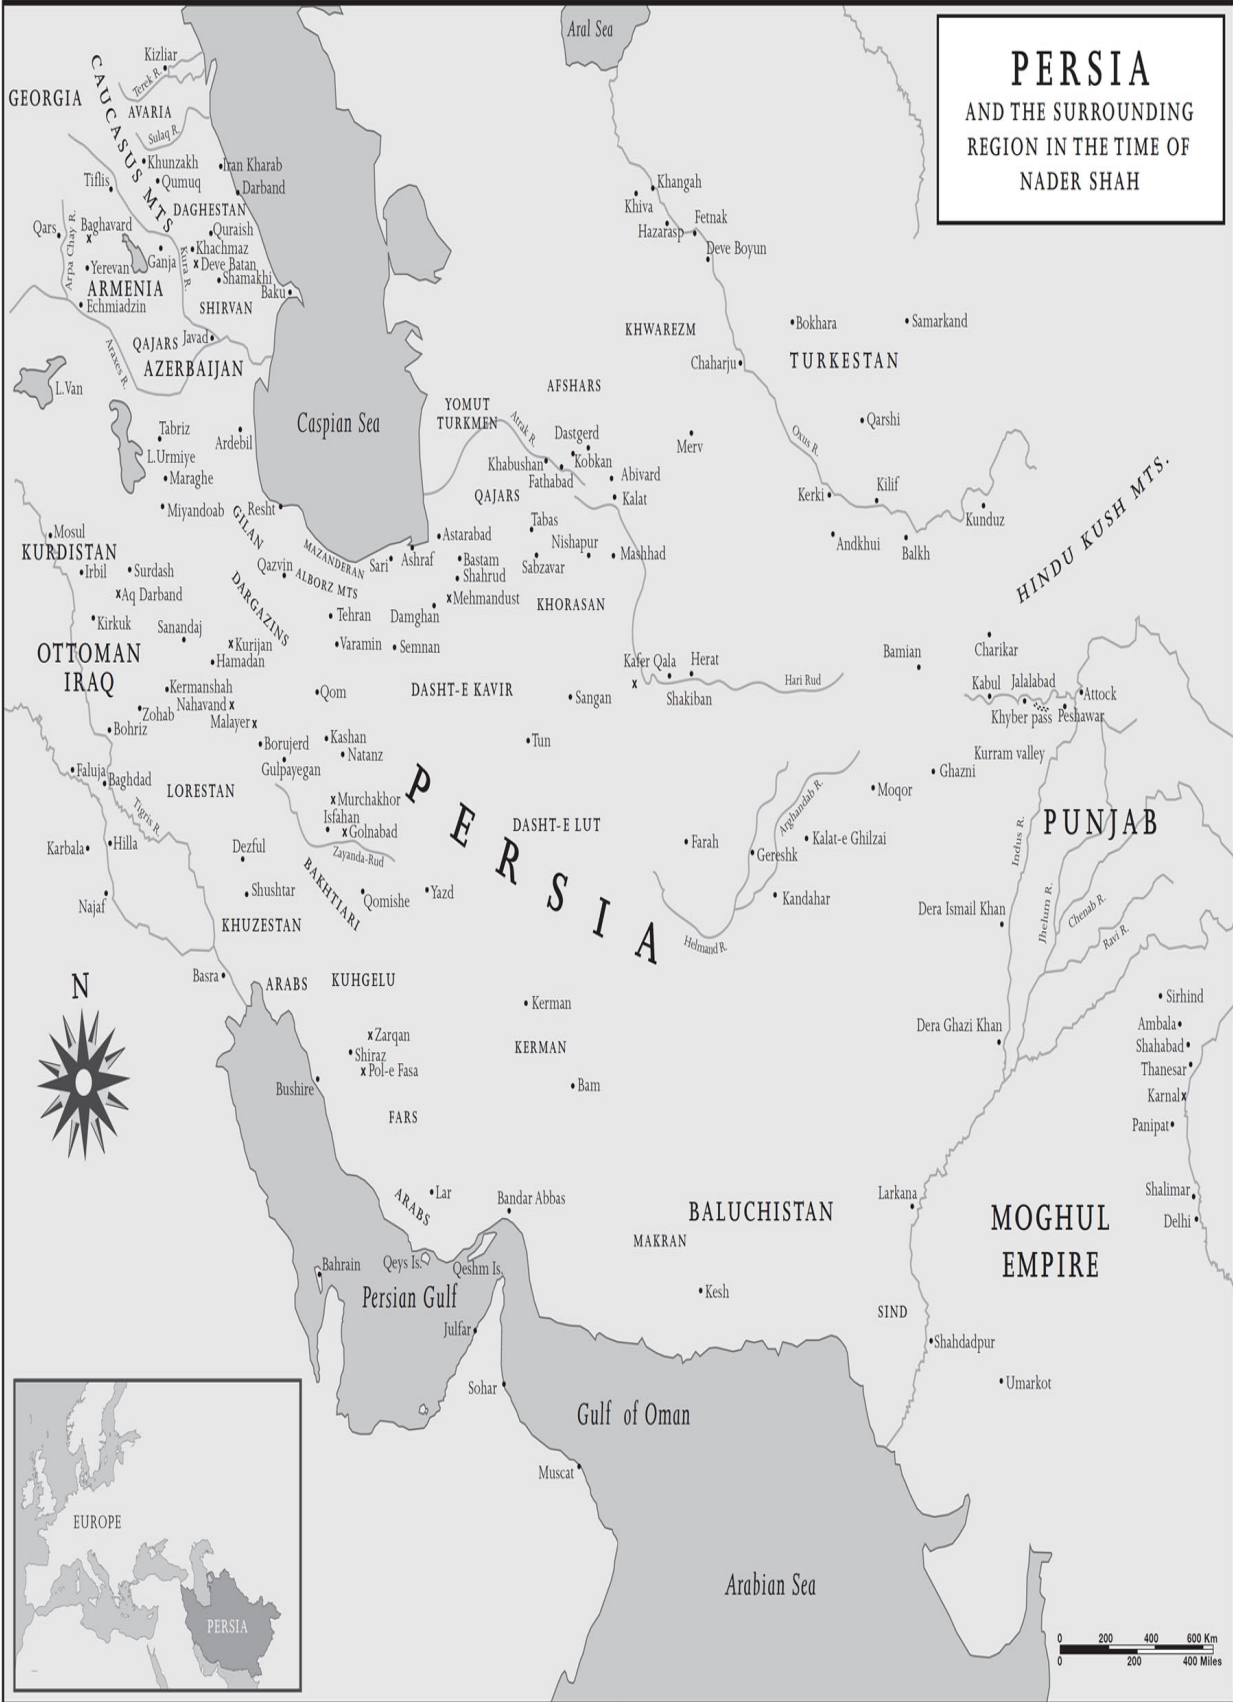 PERSIA
AND THE SURROUNDING
REGION IN THE TIME OF
NADER SHAH
Aral Sea
Kizliar
Terek R.
GEORGIA
CAUCASUS MTS
AVARIA
Sulaq R.
Khunzakh
Iran Kharab
Tiflis
Qumuq
Darband
DAGHESTAN
Khangah
Khiva
Hazarasp
Fetnak
Deve Boyun
Qars
Arpa Chay R.
Baghavard
Quraish
Khachmaz
Kura R.
Ganja
Deve Batan
Yerevan
Shamakhi
ARMENIA
Baku
Echmiadzin
SHIRVAN
QAJARS
Javad
AZERBAIJAN
Araxes R.
L.Van
KHWAREZM
Bokhara
Samarkand
Chaharju
TURKESTAN
AFSHARS
YOMUT
TURKMEN
Caspian Sea
Atrak R.
Dastgerd
Merv
Oxus R.
Qarshi
Tabriz
Ardebil
L.Urmiye
Maraghe
Khabushan
Kobkan
Fathabad
Abivard
QAJARS
Kalat
Kerki
Kilif
Kunduz
HINDU KUSH MTS.
Miyandoab
Resht
GILAN
Mosul
KURDISTAN
Astarabad
Tabas
Nishapur
Mashhad
Andkhui
Balkh
MAZANDERAN
Sari
Ashraf
Bastam
Sabzavar
Irbil
Surdash
Qazvin
ALBORZ MTS
Shahrud
Aq Darband
DARGAZINS
Mehmandust
KHORASAN
Kirkuk
Tehran
Damghan
Sanandaj
Kurijan
Varamin
Semnan
Hamadan
OTTOMAN
IRAQ
Kafer Qala
Herat
Bamian
Charikar
Kermanshah
Qom
DASHT-E KAVIR
Sangan
Shakiban
Hari Rud
Kabul
Jalalabad
Attock
Nahavand
Zohab
Malayer
Khyber pass
Peshawar
Bohriz
Borujerd
Kashan
Natanz
Tun
Kurram valley
Gulpayegan
Faluja
Baghdad
Ghazni
LORESTAN
Murchakhor
PERSIA
Moqor
Tigris R.
Isfahan
Golnabad
DASHT-E LUT
Arghandab R.
PUNJAB
Karbala
Hilla
Dezful
Zayanda-Rud
Farah
Gereshk
Kalat-e Ghilzai
Indus R.
BAKHTIARI
Shushtar
Qomishe
Yazd
Kandahar
Najaf
Dera Ismail Khan
Jhelum R.
Chenab R.
Ravi R.
KHUZESTAN
Helmand R.
Basra
ARABS
KUHGELU
N
Kerman
Sirhind
Dera Ghazi Khan
Ambala
Zarqan
Shiraz
KERMAN
Shahabad
Pol-e Fasa
Thanesar
Bushire
Bam
Karnal
FARS
Panipat
Lar
ARABS
Bandar Abbas
Larkana
Shalimar
BALUCHISTAN
MOGHUL
EMPIRE
Delhi
MAKRAN
Bahrain
Qeys Is.
Qeshm Is.
Persian Gulf
Kesh
SIND
Julfar
Shahdadpur
Sohar
Umarkot
Gulf of Oman
Muscat
EUROPE
PERSIA
Arabian Sea
0 200 400 600 Km
0 200 400 Miles